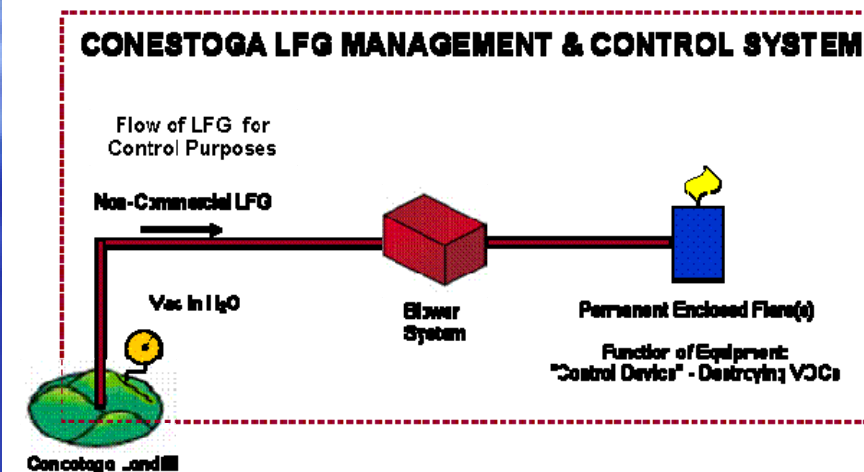 CONESTOGA LFG MANAGEMENT & CONTROL SYSTEM
Flow of LFG for
Control Purposes
Non-Commercial LFG
Vac In H₂O
Blower
System
Permanent Enclosed Flare(s)
Function of Equipment:
"Control Device" - Destroying VOCs
Conestoga Landfill